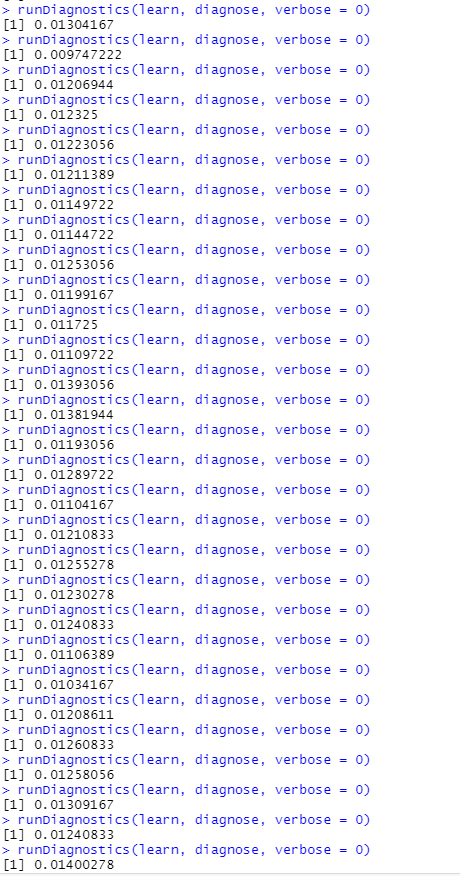 > runDiagnostics(learn, diagnose, verbose = 0)
[1] 0.01304167
> runDiagnostics(learn, diagnose, verbose = 0)
[1] 0.009747222
> runDiagnostics(learn, diagnose, verbose = 0)
[1] 0.01206944
> runDiagnostics(learn, diagnose, verbose = 0)
[1] 0.012325
> runDiagnostics(learn, diagnose, verbose = 0)
[1] 0.01223056
> runDiagnostics(learn, diagnose, verbose = 0)
[1] 0.01211389
> runDiagnostics(learn, diagnose, verbose = 0)
[1] 0.01149722
> runDiagnostics(learn, diagnose, verbose = 0)
[1] 0.01144722
> runDiagnostics(learn, diagnose, verbose = 0)
[1] 0.01253056
> runDiagnostics(learn, diagnose, verbose = 0)
[1] 0.01199167
> runDiagnostics(learn, diagnose, verbose = 0)
[1] 0.011725
> runDiagnostics(learn, diagnose, verbose = 0)
[1] 0.01109722
> runDiagnostics(learn, diagnose, verbose = 0)
[1] 0.01393056
> runDiagnostics(learn, diagnose, verbose = 0)
[1] 0.01381944
> runDiagnostics(learn, diagnose, verbose = 0)
[1] 0.01193056
> runDiagnostics(learn, diagnose, verbose = 0)
[1] 0.01289722
> runDiagnostics(learn, diagnose, verbose = 0)
[1] 0.01104167
> runDiagnostics(learn, diagnose, verbose = 0)
[1] 0.01210833
> runDiagnostics(learn, diagnose, verbose = 0)
[1] 0.01255278
> runDiagnostics(learn, diagnose, verbose = 0)
[1] 0.01230278
> runDiagnostics(learn, diagnose, verbose = 0)
[1] 0.01240833
> runDiagnostics(learn, diagnose, verbose = 0)
[1] 0.01106389
> runDiagnostics(learn, diagnose, verbose = 0)
[1] 0.01034167
> runDiagnostics(learn, diagnose, verbose = 0)
[1] 0.01208611
> runDiagnostics(learn, diagnose, verbose = 0)
[1] 0.01260833
> runDiagnostics(learn, diagnose, verbose = 0)
[1] 0.01258056
> runDiagnostics(learn, diagnose, verbose = 0)
[1] 0.01309167
> runDiagnostics(learn, diagnose, verbose = 0)
[1] 0.01240833
> runDiagnostics(learn, diagnose, verbose = 0)
[1] 0.01400278